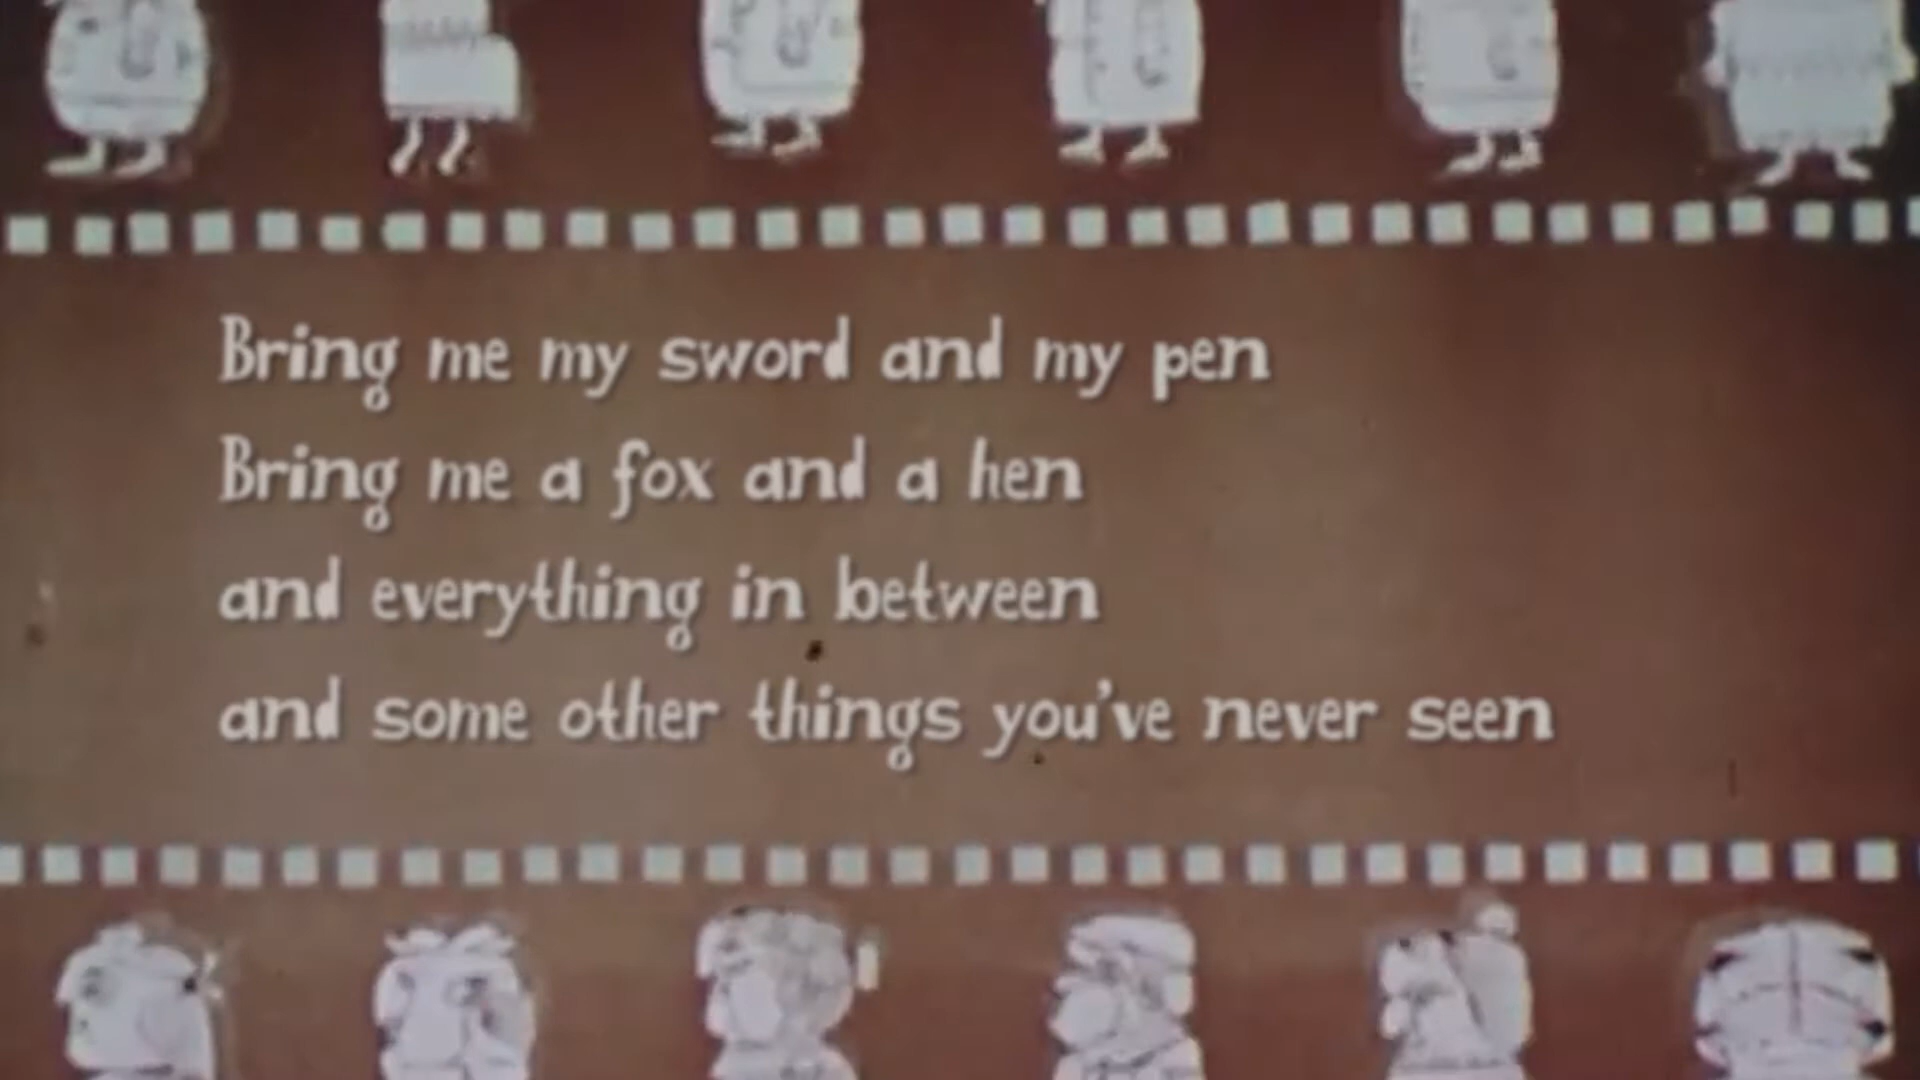 Bring me my sword and my pen
Bring me a fox and a hen
and everything in between
and some other things you've never seen